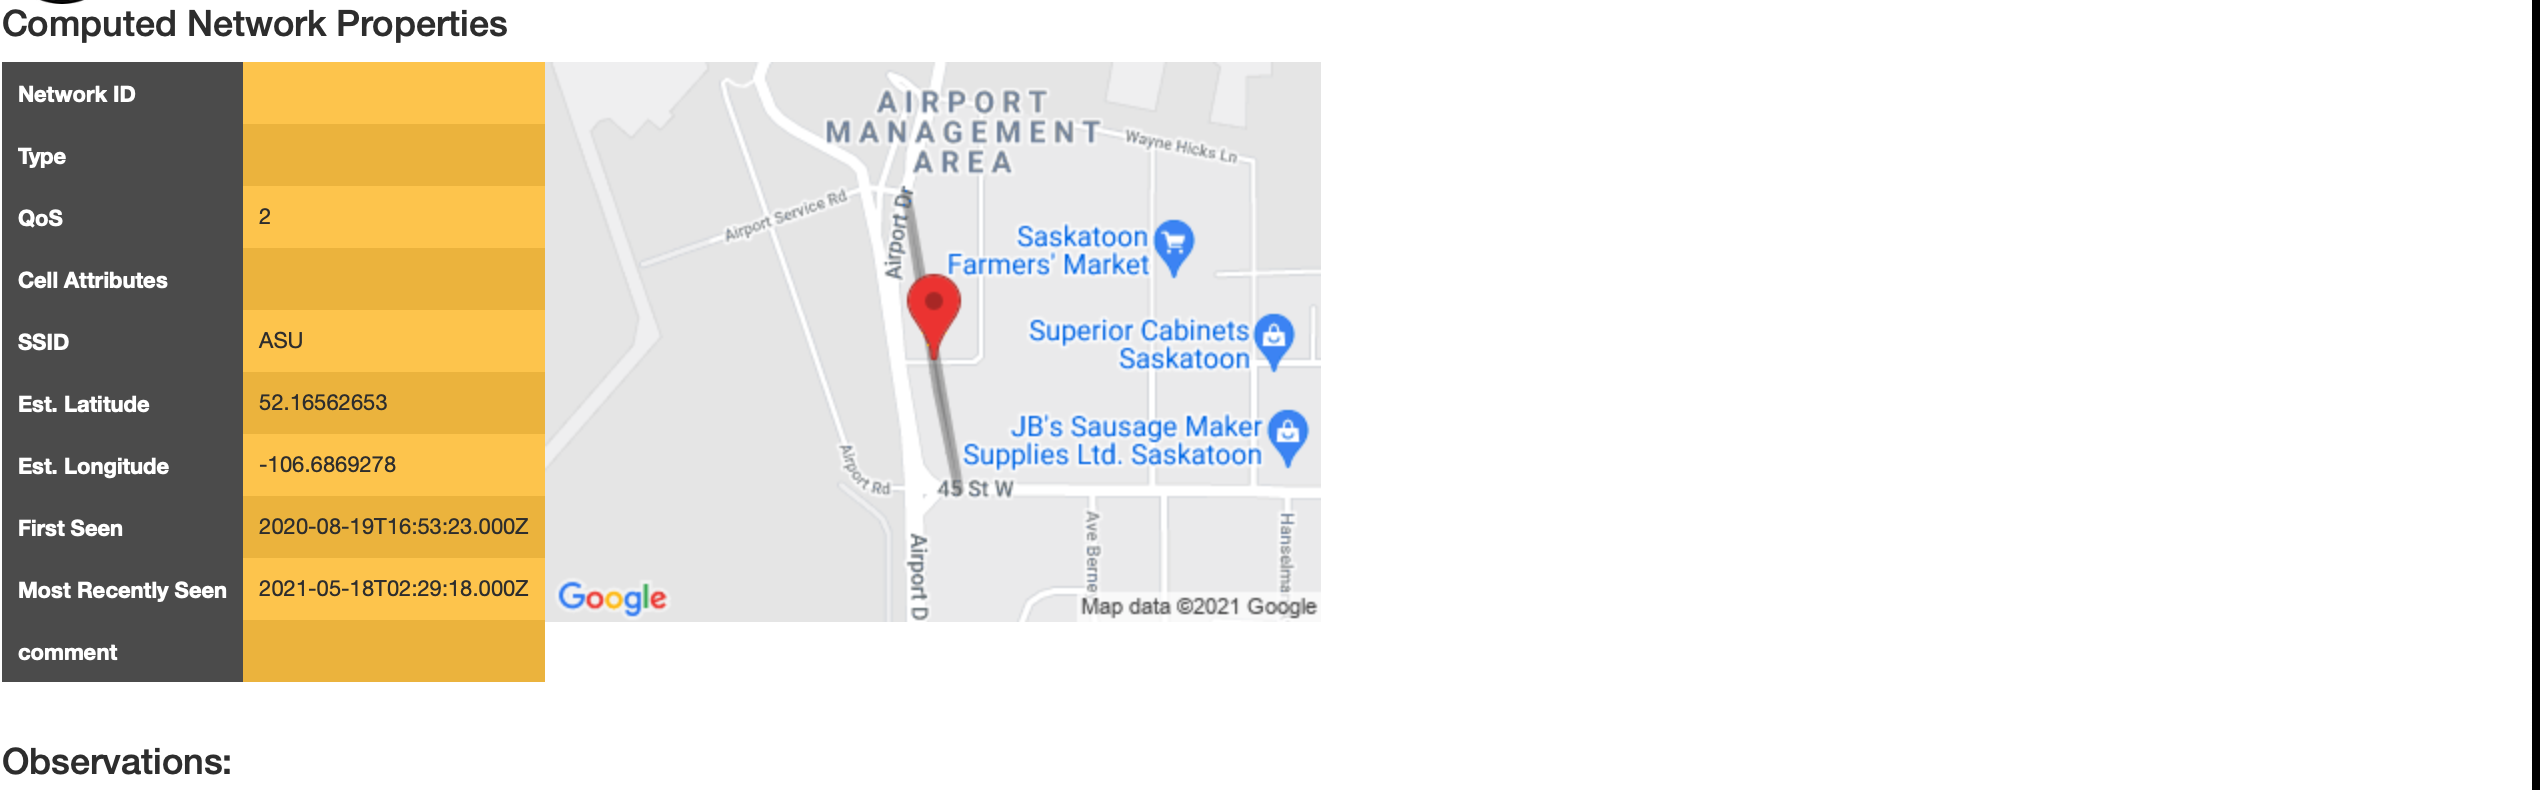 Computed Network Properties
Network ID
Type
QoS 2
Cell Attributes
SSID ASU
Est. Latitude 52.16562653
Est. Longitude -106.6869278
First Seen 2020-08-19T16:53:23.000Z
Most Recently Seen 2021-05-18T02:29:18.000Z
comment
AIRPORT
MANAGEMENT
AREA
Wayne Hicks Ln
Airport Service Rd
Airport Dr
Saskatoon
Farmers' Market
Superior Cabinets
Saskatoon
JB's Sausage Maker
Supplies Ltd. Saskatoon
Airport Rd
45 St W
Airport D
Ave Berne
Hanselma
Google
Map data ©2021 Google
Observations: